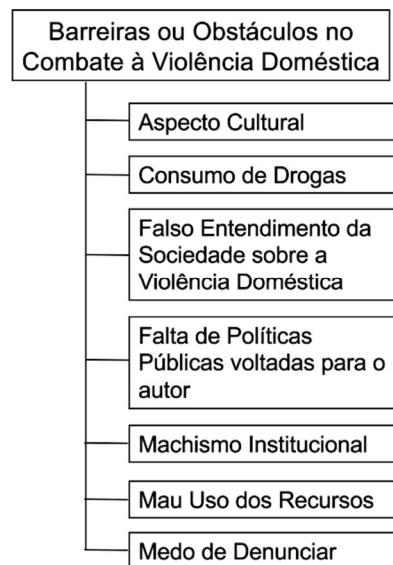 Barreiras ou Obstáculos no
Combate à Violência Doméstica
Aspecto Cultural
Consumo de Drogas
Falso Entendimento da
Sociedade sobre a
Violência Doméstica
Falta de Políticas
Públicas voltadas para o
autor
Machismo Institucional
Mau Uso dos Recursos
Medo de Denunciar